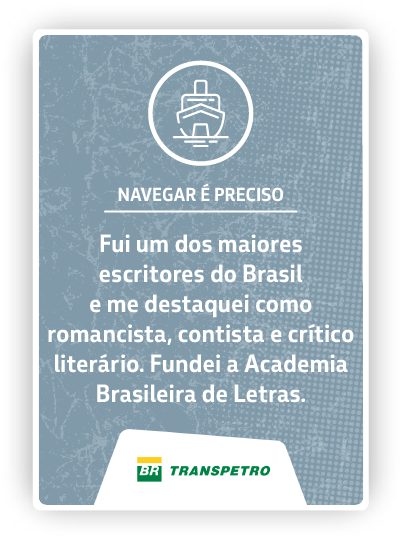 NAVEGAR É PRECISO
Fui um dos maiores
escritores do Brasil
e me destaquei como
romancista, contista e crítico
literário. Fundei a Academia
Brasileira de Letras.
BR TRANSPETRO